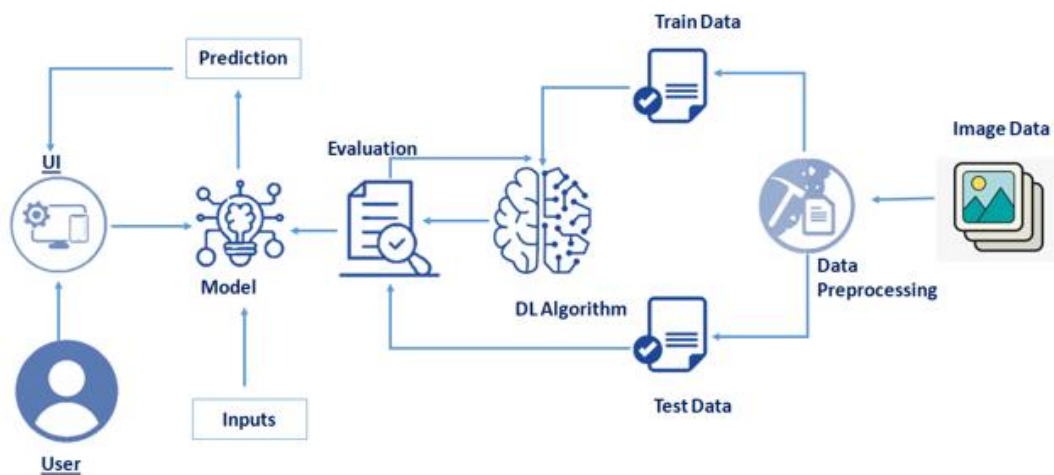 Train Data
Prediction
Image Data
Evaluation
UI
Model
Data
Preprocessing
DL Algorithm
Test Data
Inputs
User